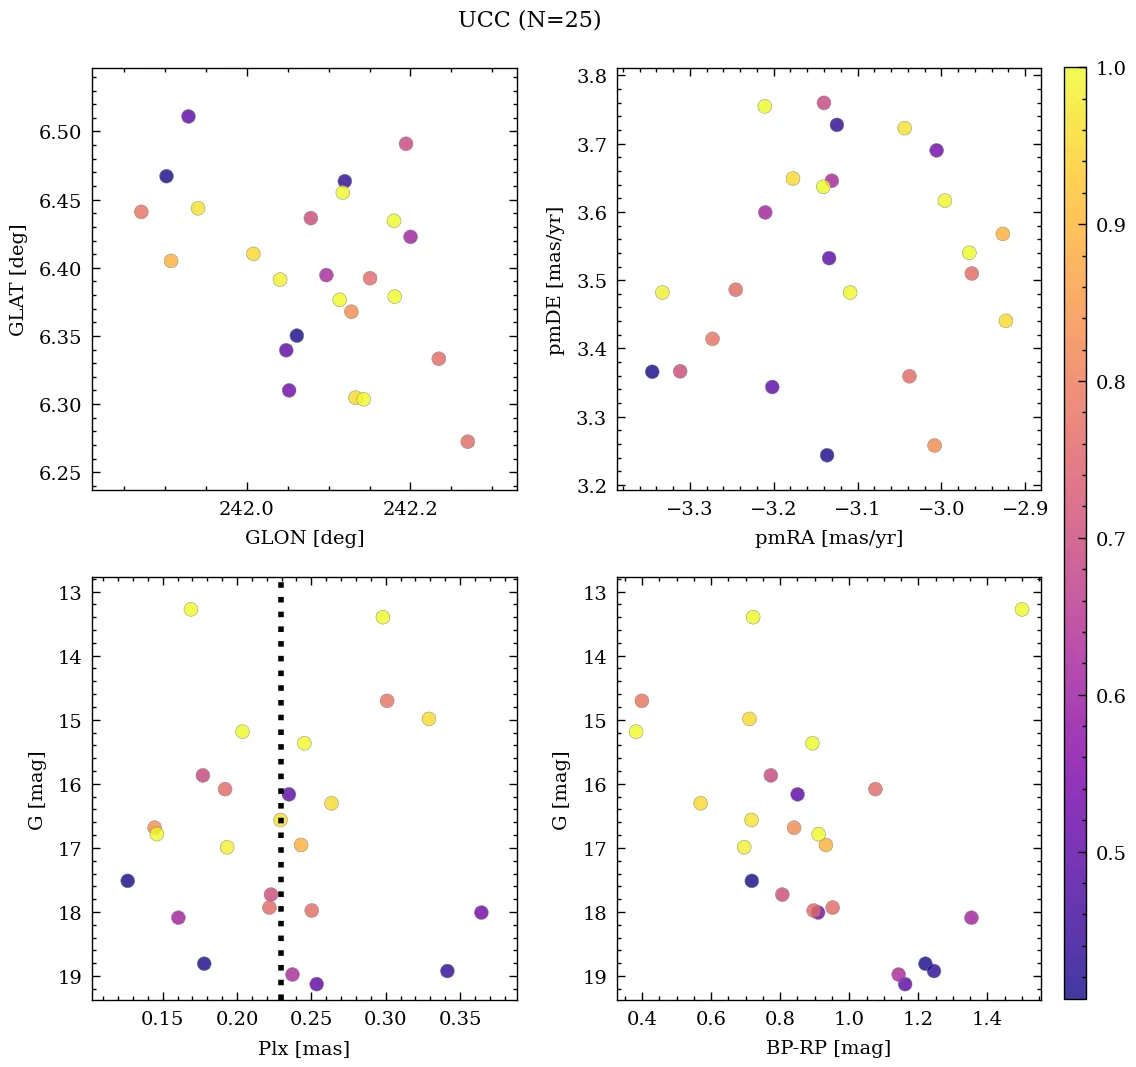 UCC (N=25)
6.50
6.45
6.40
6.35
6.30
6.25
GLAT [deg]
242.0 242.2
GLON [deg]
3.8
3.7
3.6
3.5
3.4
3.3
3.2
pmDE [mas/yr]
−3.3 −3.2 −3.1 −3.0 −2.9
pmRA [mas/yr]
13
14
15
16
17
18
19
G [mag]
0.15 0.20 0.25 0.30 0.35
Plx [mas]
13
14
15
16
17
18
19
G [mag]
0.4 0.6 0.8 1.0 1.2 1.4
BP-RP [mag]
1.0
0.9
0.8
0.7
0.6
0.5